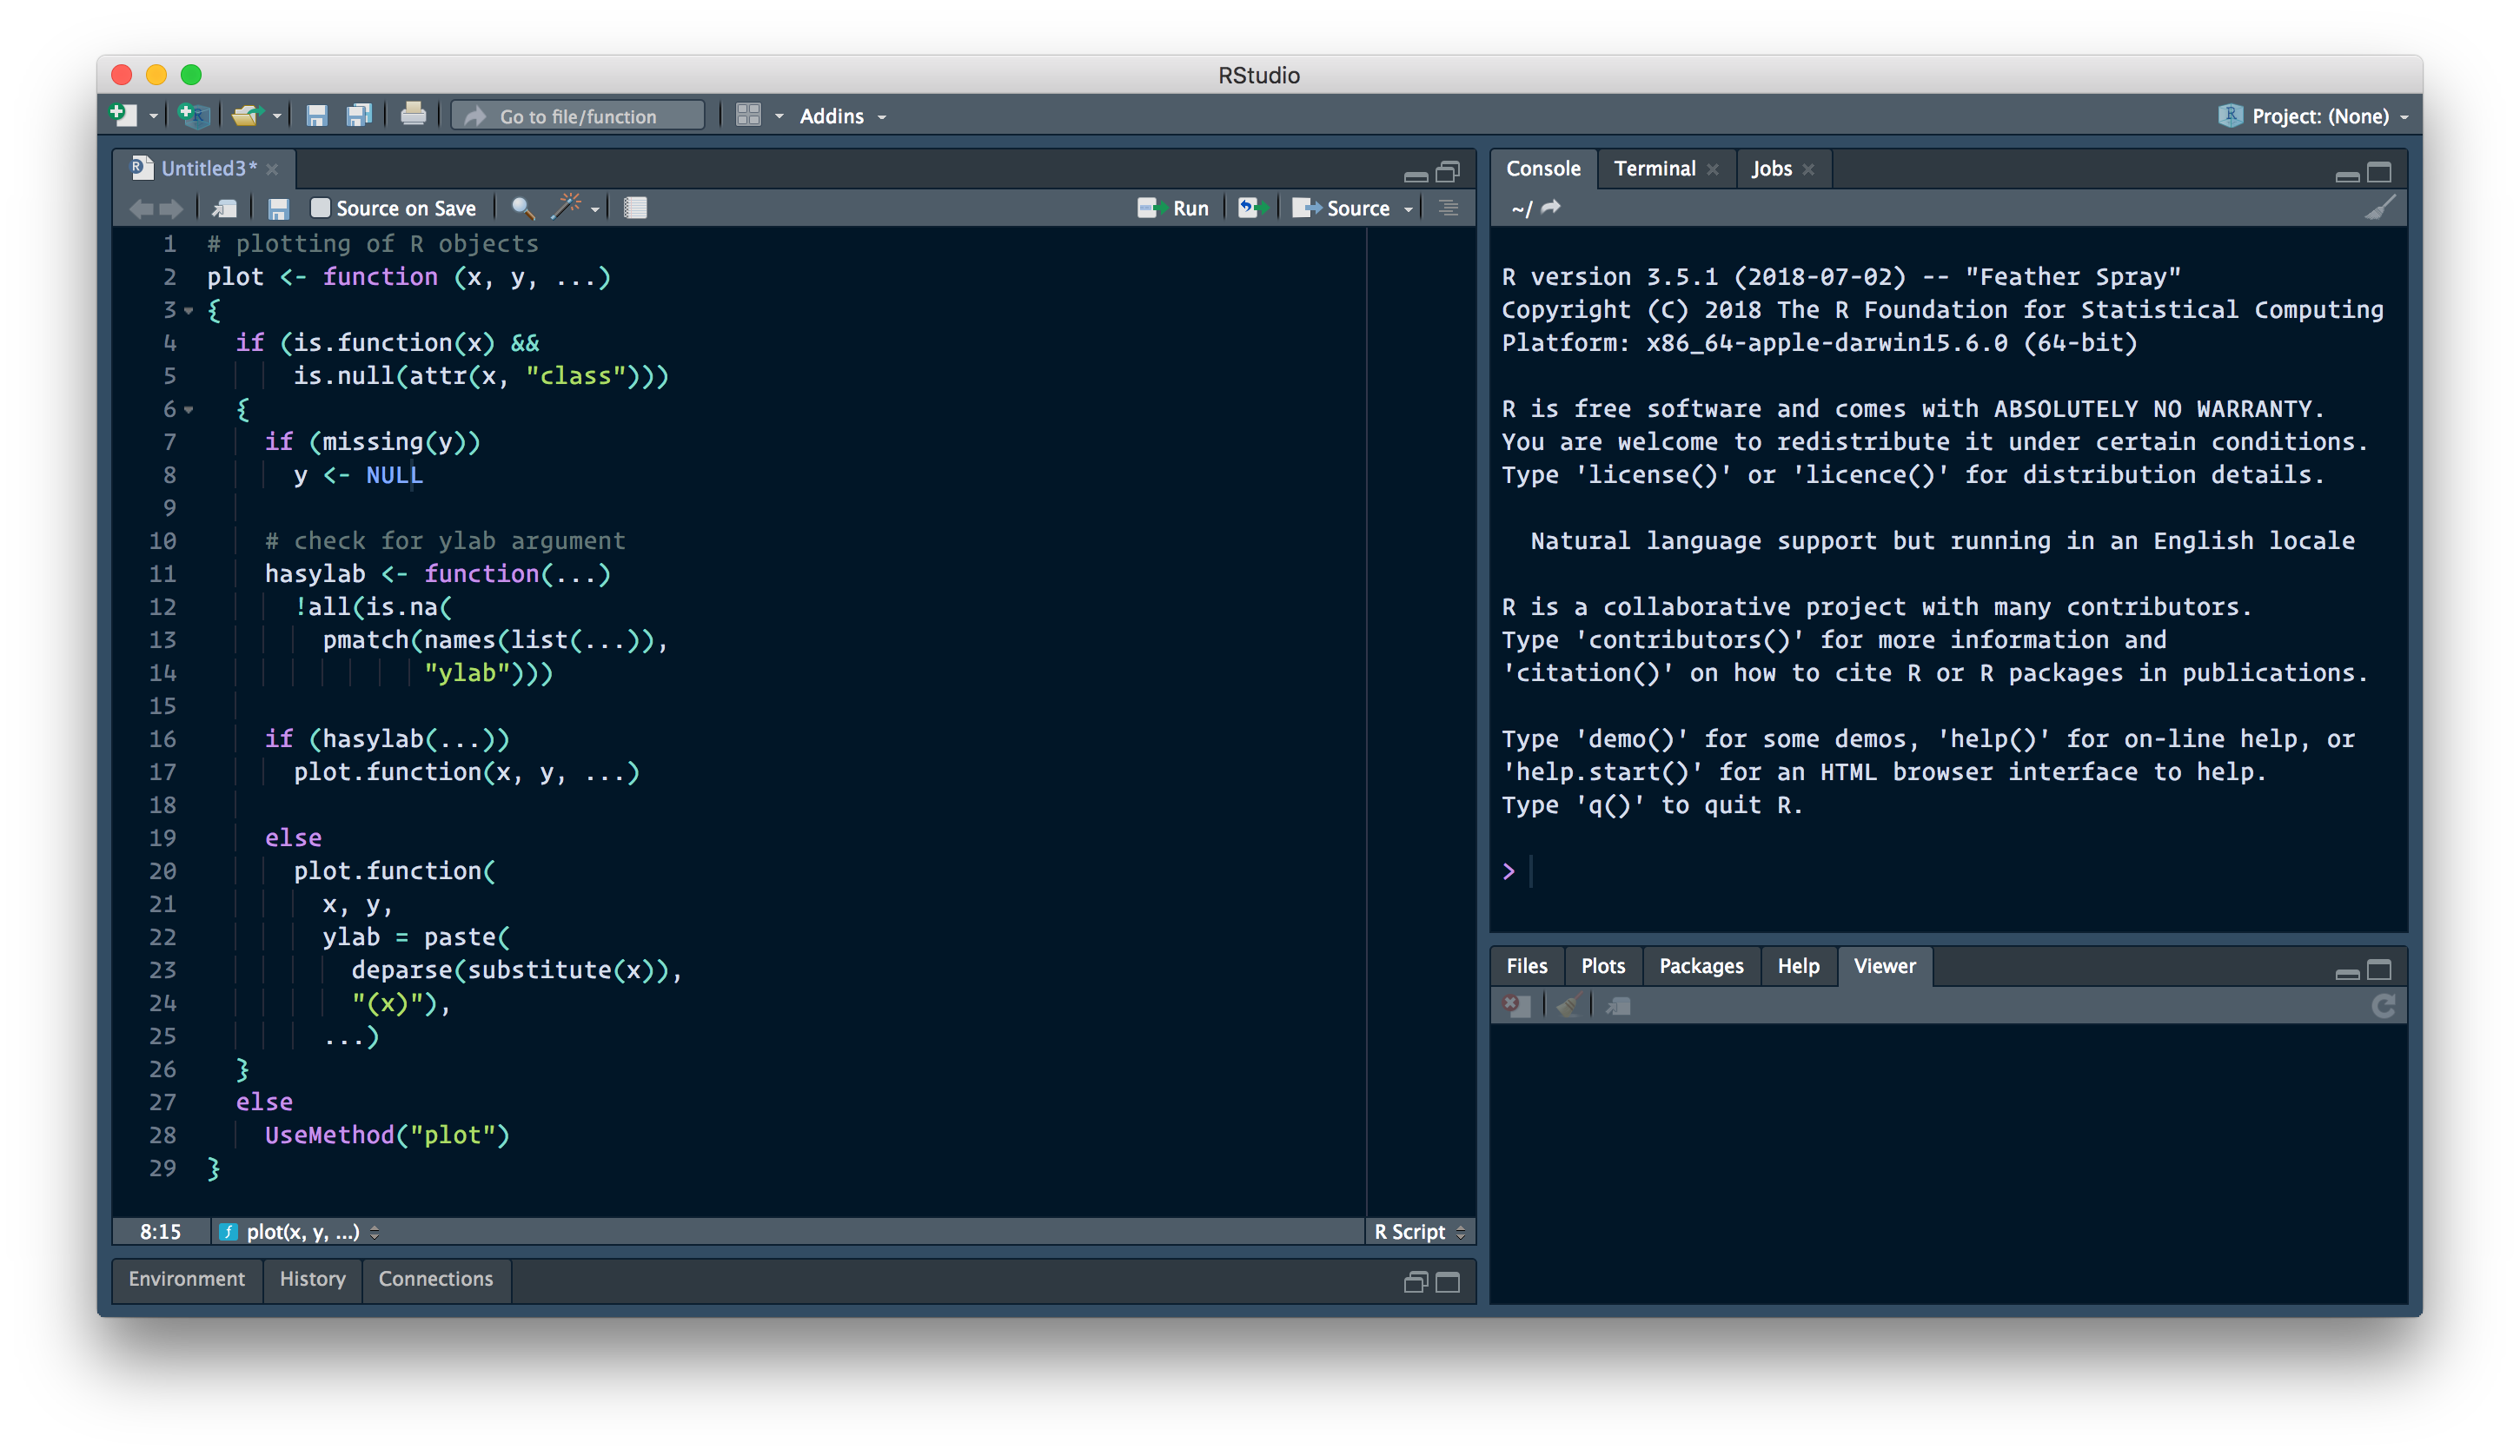 RStudio
Go to file/function
Addins
Project: (None)
Untitled3*
Source on Save
Run
Source
1 # plotting of R objects
2 plot <- function (x, y, ...)
3 {
4   if (is.function(x) &&
5       is.null(attr(x, "class")))
6   {
7     if (missing(y))
8       y <- NULL
9
10     # check for ylab argument
11     hasylab <- function(...)
12       !all(is.na(
13         pmatch(names(list(...)),
14                "ylab")))
15
16     if (hasylab(...))
17       plot.function(x, y, ...)
18
19     else
20       plot.function(
21         x, y,
22         ylab = paste(
23           deparse(substitute(x)),
24           "(x)"),
25         ...)
26   }
27   else
28     UseMethod("plot")
29 }
8:15
plot(x, y, ...)
R Script
Environment
History
Connections
Console
Terminal
Jobs
~/
R version 3.5.1 (2018-07-02) -- "Feather Spray"
Copyright (C) 2018 The R Foundation for Statistical Computing
Platform: x86_64-apple-darwin15.6.0 (64-bit)
R is free software and comes with ABSOLUTELY NO WARRANTY.
You are welcome to redistribute it under certain conditions.
Type 'license()' or 'licence()' for distribution details.
Natural language support but running in an English locale
R is a collaborative project with many contributors.
Type 'contributors()' for more information and
'citation()' on how to cite R or R packages in publications.
Type 'demo()' for some demos, 'help()' for on-line help, or
'help.start()' for an HTML browser interface to help.
Type 'q()' to quit R.
>
Files
Plots
Packages
Help
Viewer